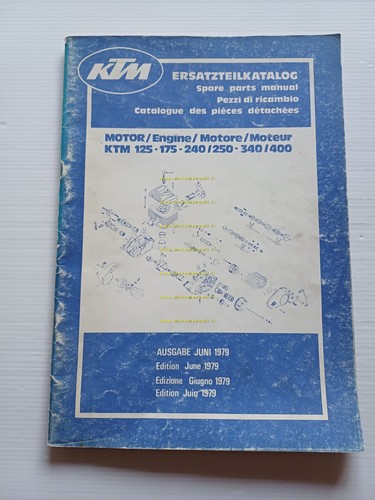 KTM
ERSATZTEILKATALOG
Spare parts manual
Pezzi di ricambio
Catalogue des pièces détachées
MOTOR/Engine/Motore/Moteur
KTM 125-175-240/250-340/400
AUSGABE JUNI 1979
Edition June 1979
Edizione Giugno 1979
Edition Juig 1979